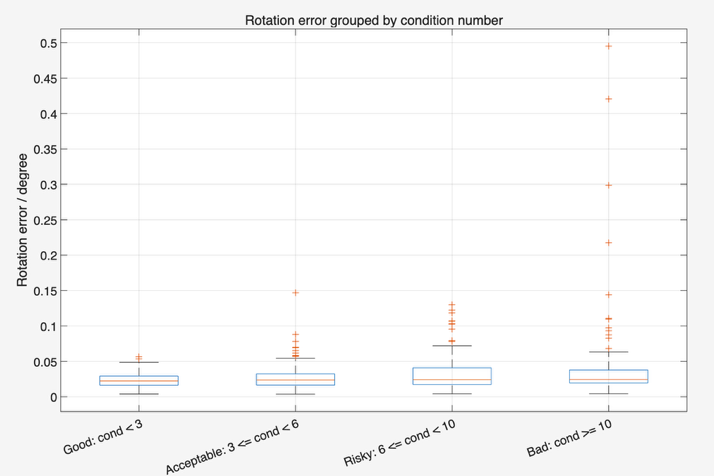 Rotation error grouped by condition number
Rotation error / degree
0.5
0.45
0.4
0.35
0.3
0.25
0.2
0.15
0.1
0.05
0
Good: cond < 3
Acceptable: 3 <= cond < 6
Risky: 6 <= cond < 10
Bad: cond >= 10